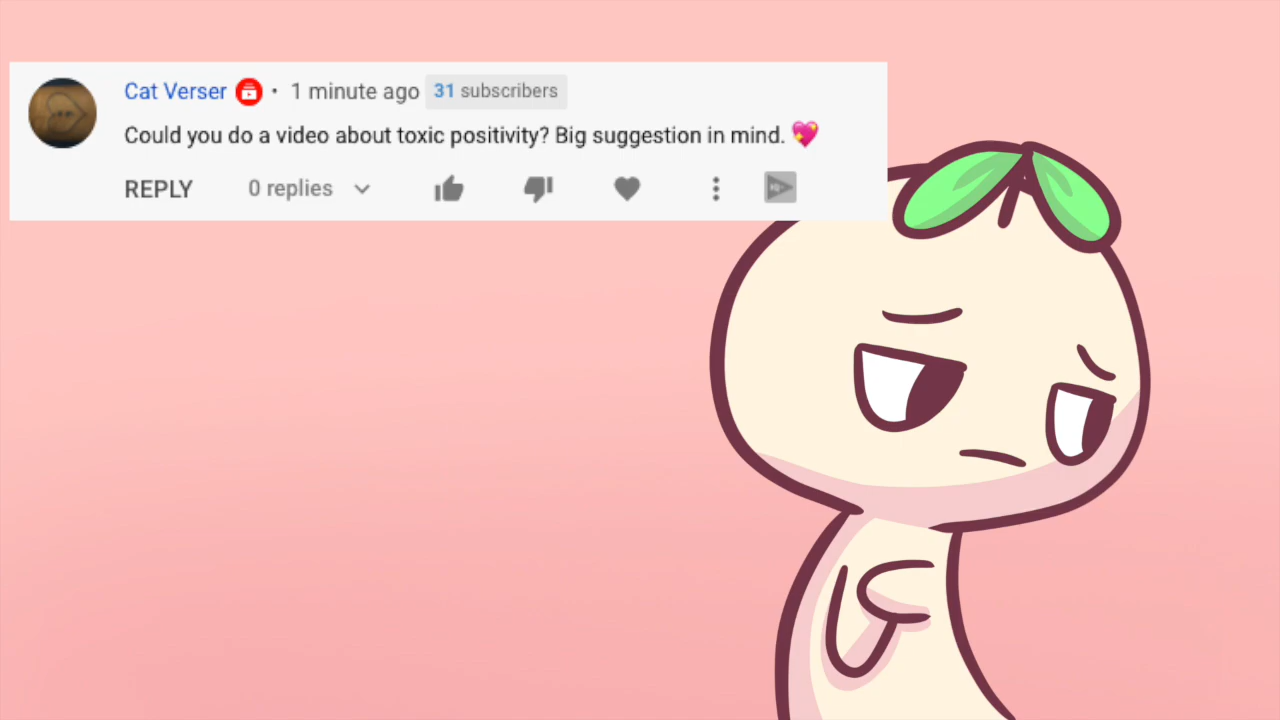 Cat Verser • 1 minute ago 31 subscribers
Could you do a video about toxic positivity? Big suggestion in mind. 💖
REPLY 0 replies